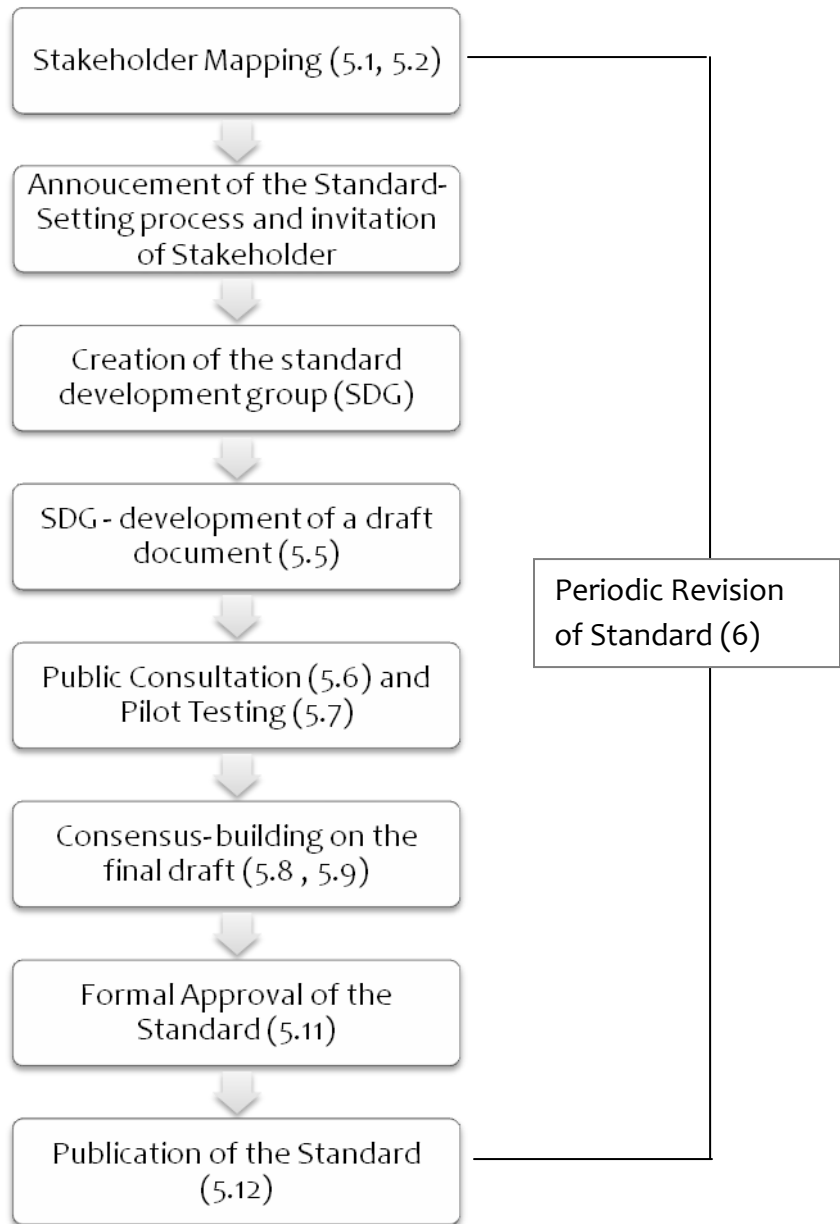 Stakeholder Mapping (5.1, 5.2)
Annoucement of the Standard-
Setting process and invitation
of Stakeholder
Creation of the standard
development group (SDG)
SDG - development of a draft
document (5.5)
Periodic Revision
of Standard (6)
Public Consultation (5.6) and
Pilot Testing (5.7)
Consensus-building on the
final draft (5.8 , 5.9)
Formal Approval of the
Standard (5.11)
Publication of the Standard
(5.12)